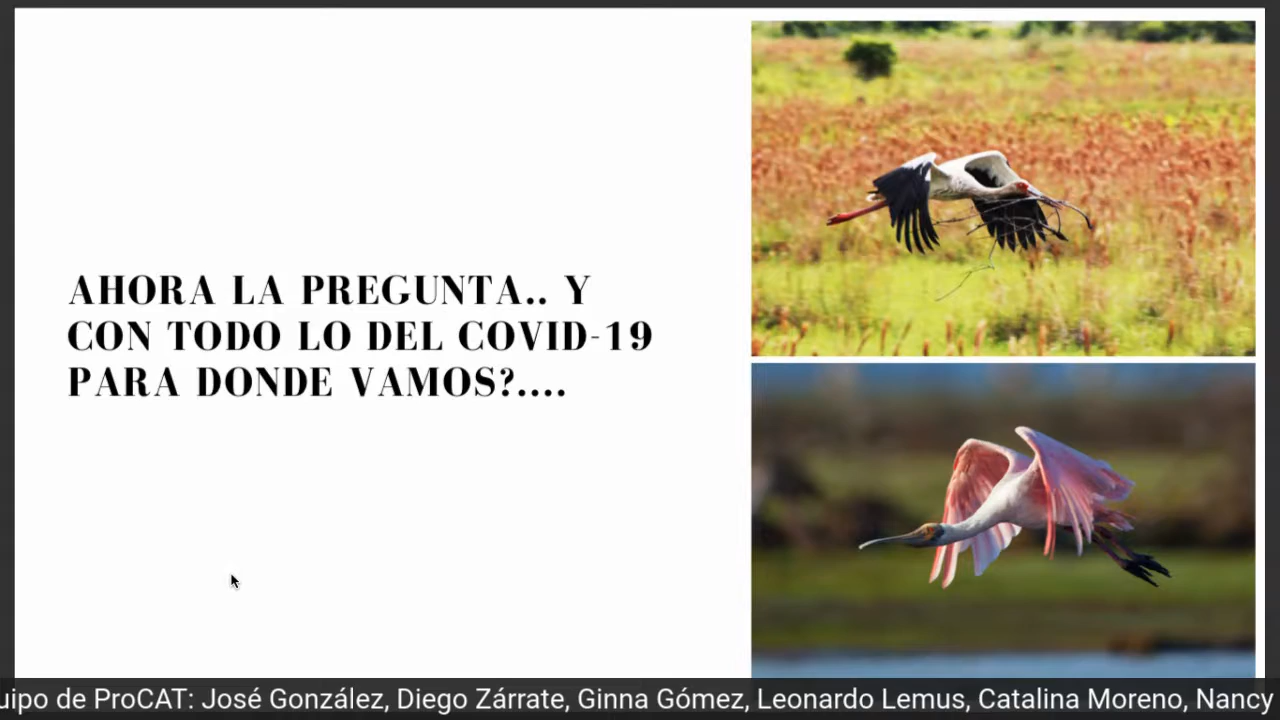 AHORA LA PREGUNTA.. Y
CON TODO LO DEL COVID-19
PARA DONDE VAMOS?....
de ProCAT: José González, Diego Zárrate, Ginna Gómez, Leonardo Lemus, Catalina Moreno, Nancy